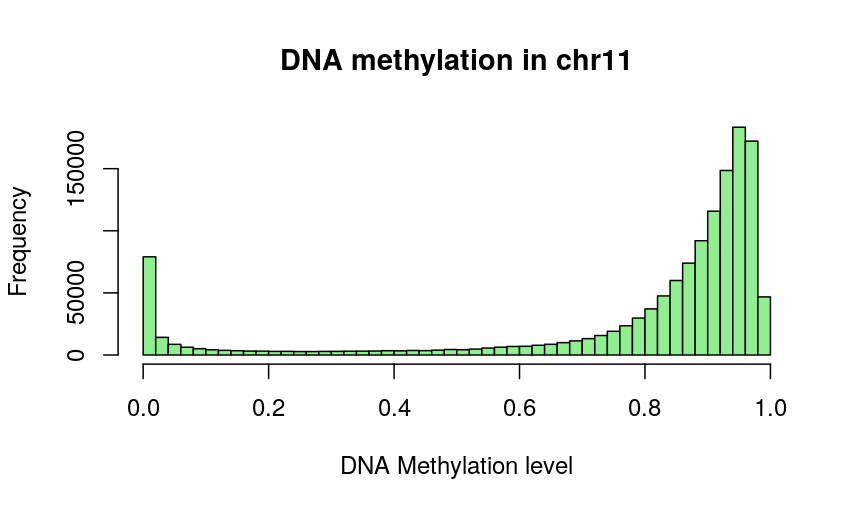 DNA methylation in chr11
Frequency
150000
50000
0
0.0 0.2 0.4 0.6 0.8 1.0
DNA Methylation level